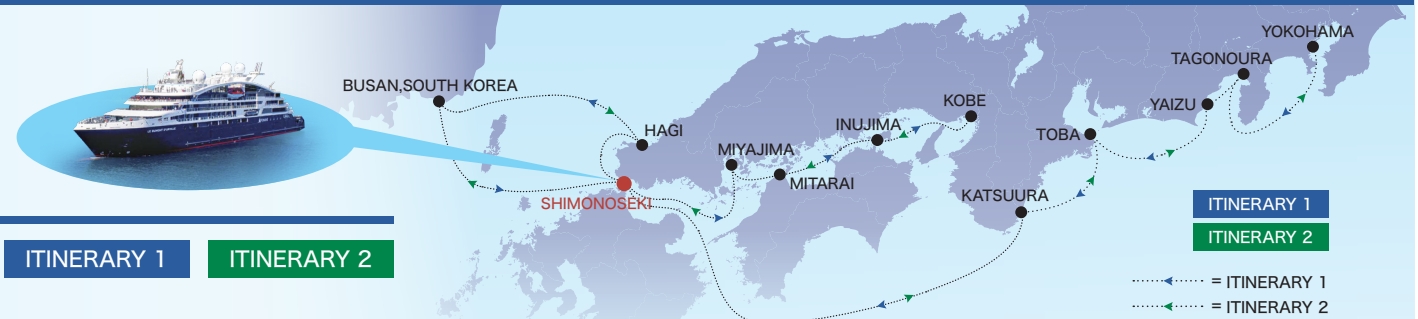 YOKOHAMA
TAGONOURA
BUSAN,SOUTH KOREA
KOBE
YAIZU
INUJIMA
HAGI
TOBA
MIYAJIMA
MITARAI
KATSUURA
SHIMONOSEKI
ITINERARY 1
ITINERARY 2
ITINERARY 1
ITINERARY 2
= ITINERARY 1
= ITINERARY 2